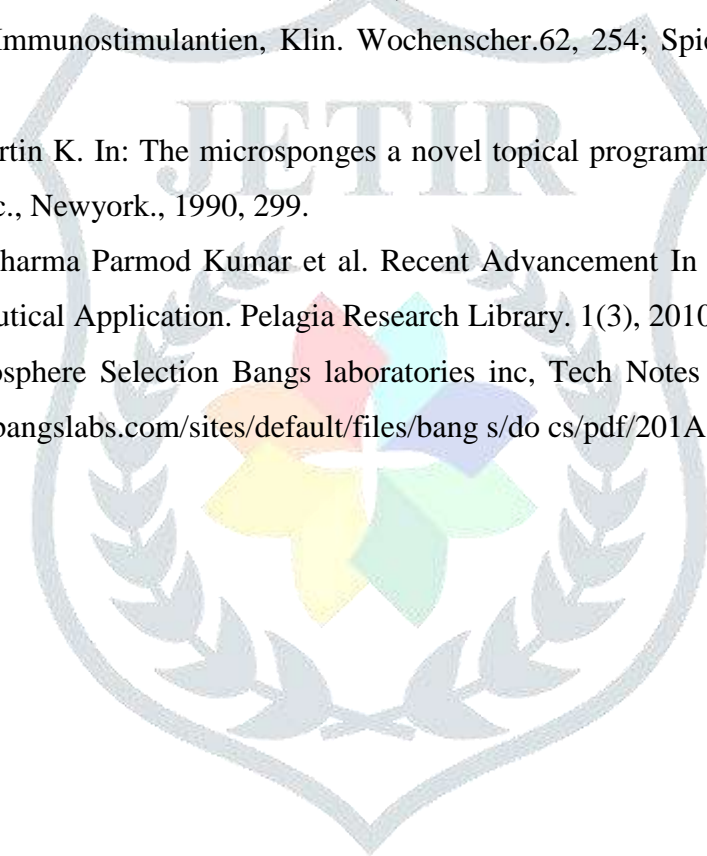 Immunostimulantien, Klin. Wochenscher.62, 254; Spie
JETIR
rtin K. In: The microsponges a novel topical programm
c., Newyork., 1990, 299.
harma Parmod Kumar et al. Recent Advancement In
utical Application. Pelagia Research Library. 1(3), 2010
osphere Selection Bangs laboratories inc, Tech Notes
bangslabs.com/sites/default/files/bang s/do cs/pdf/201A